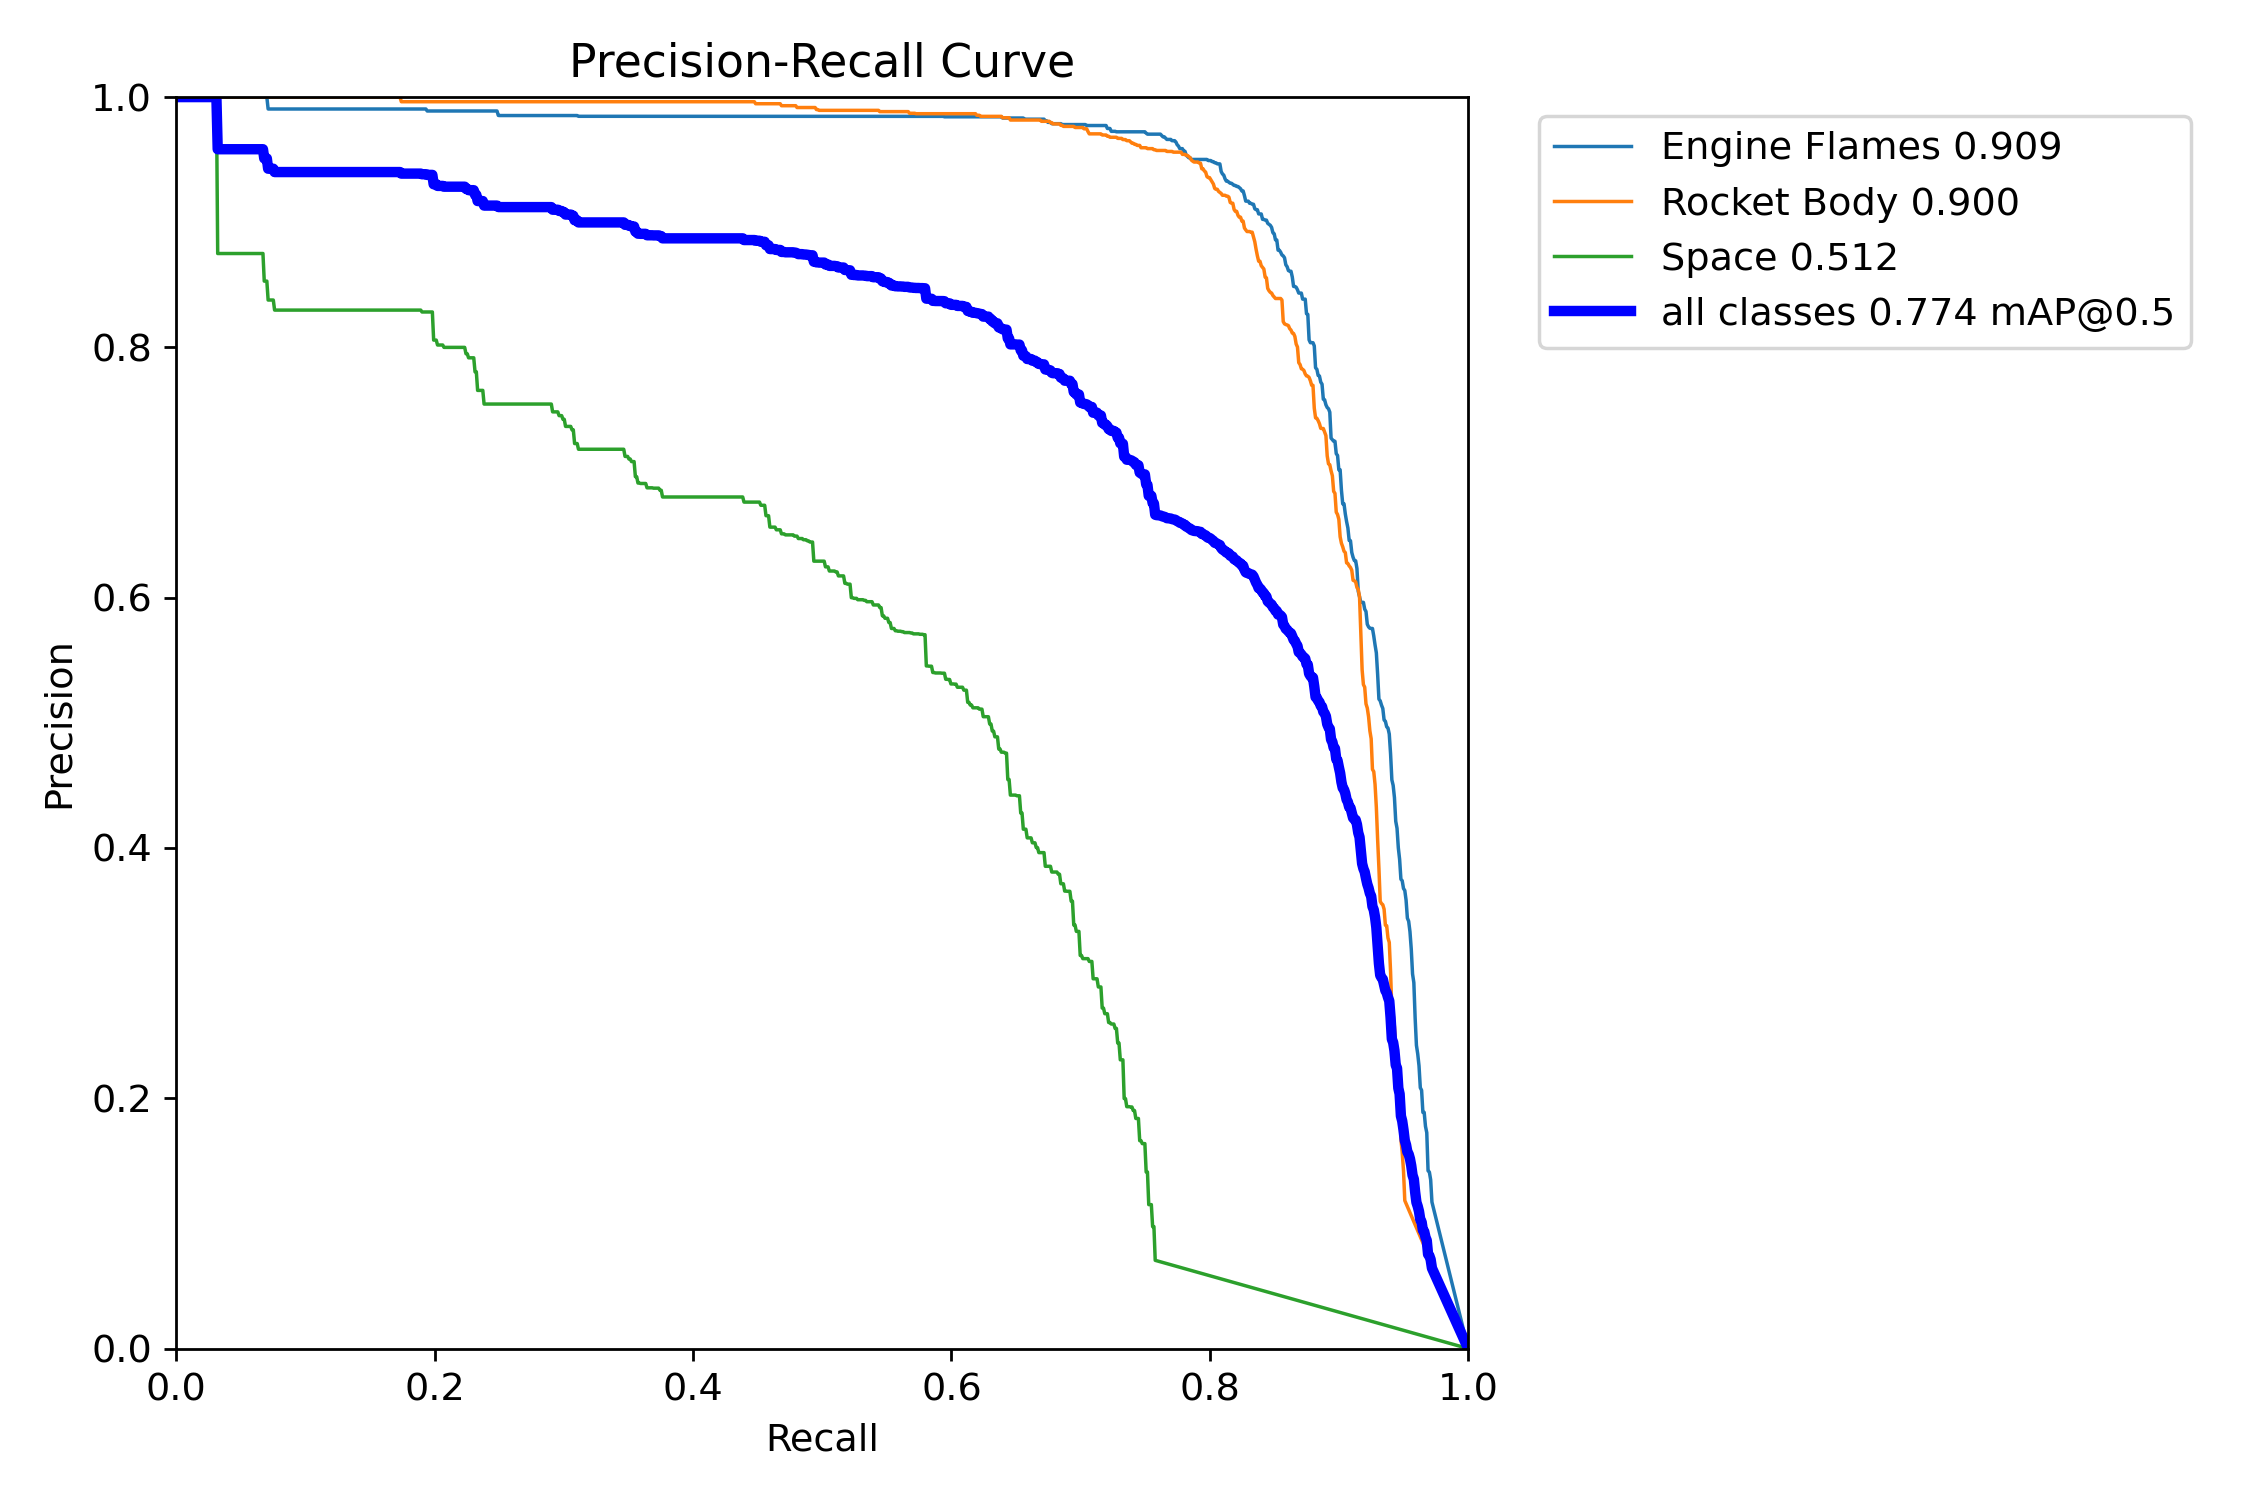 Precision-Recall Curve
1.0
0.8
0.6
0.4
0.2
0.0
Precision
0.0 0.2 0.4 0.6 0.8 1.0
Recall
Engine Flames 0.909
Rocket Body 0.900
Space 0.512
all classes 0.774 mAP@0.5